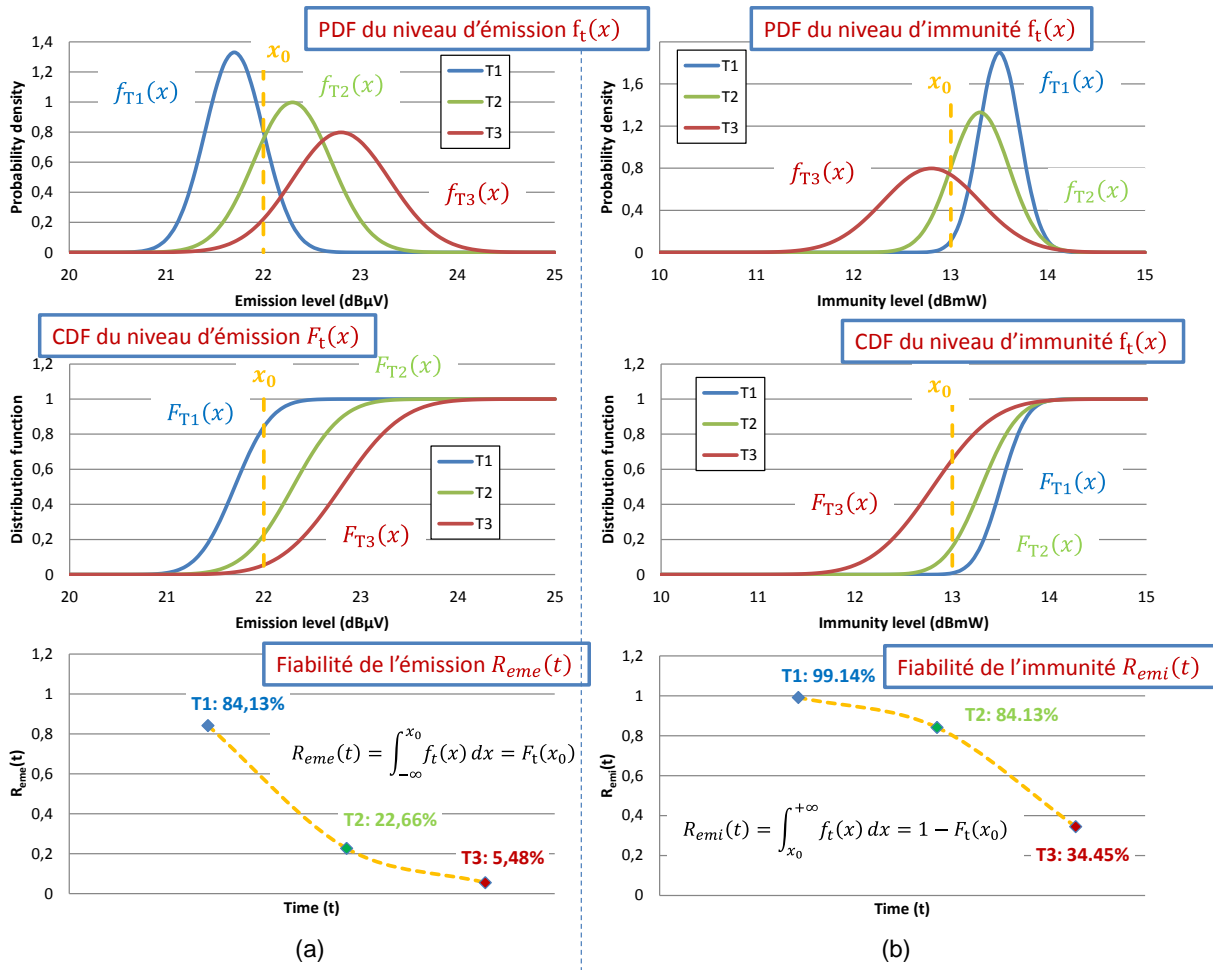 PDF du niveau d'émission fₜ(x)
1,4
1,2
1
0,8
0,6
0,4
0,2
0
Probability density
x₀
f_T1(x)
f_T2(x)
f_T3(x)
T1
T2
T3
20 21 22 23 24 25
Emission level (dBµV)
PDF du niveau d'immunité fₜ(x)
2
1,6
1,2
0,8
0,4
0
Probability density
T1
T2
T3
x₀
f_T1(x)
f_T3(x)
f_T2(x)
10 11 12 13 14 15
Immunity level (dBmW)
CDF du niveau d'émission Fₜ(x)
1,2
1
0,8
0,6
0,4
0,2
0
Distribution function
x₀
F_T2(x)
F_T1(x)
F_T3(x)
T1
T2
T3
20 21 22 23 24 25
Emission level (dBµV)
CDF du niveau d'immunité fₜ(x)
1,2
1
0,8
0,6
0,4
0,2
0
Distribution function
T1
T2
T3
x₀
F_T1(x)
F_T3(x)
F_T2(x)
10 11 12 13 14 15
Immunity level (dBmW)
Fiabilité de l'émission R_eme(t)
1,2
1
0,8
0,6
0,4
0,2
0
R_eme(t)
T1: 84,13%
R_eme(t) = ∫_{-∞}^{x₀} fₜ(x) dx = Fₜ(x₀)
T2: 22,66%
T3: 5,48%
Time (t)
(a)
Fiabilité de l'immunité R_emi(t)
1,2
1
0,8
0,6
0,4
0,2
0
R_emi(t)
T1: 99.14%
T2: 84.13%
R_emi(t) = ∫_{x₀}^{+∞} fₜ(x) dx = 1 − Fₜ(x₀)
T3: 34.45%
Time (t)
(b)